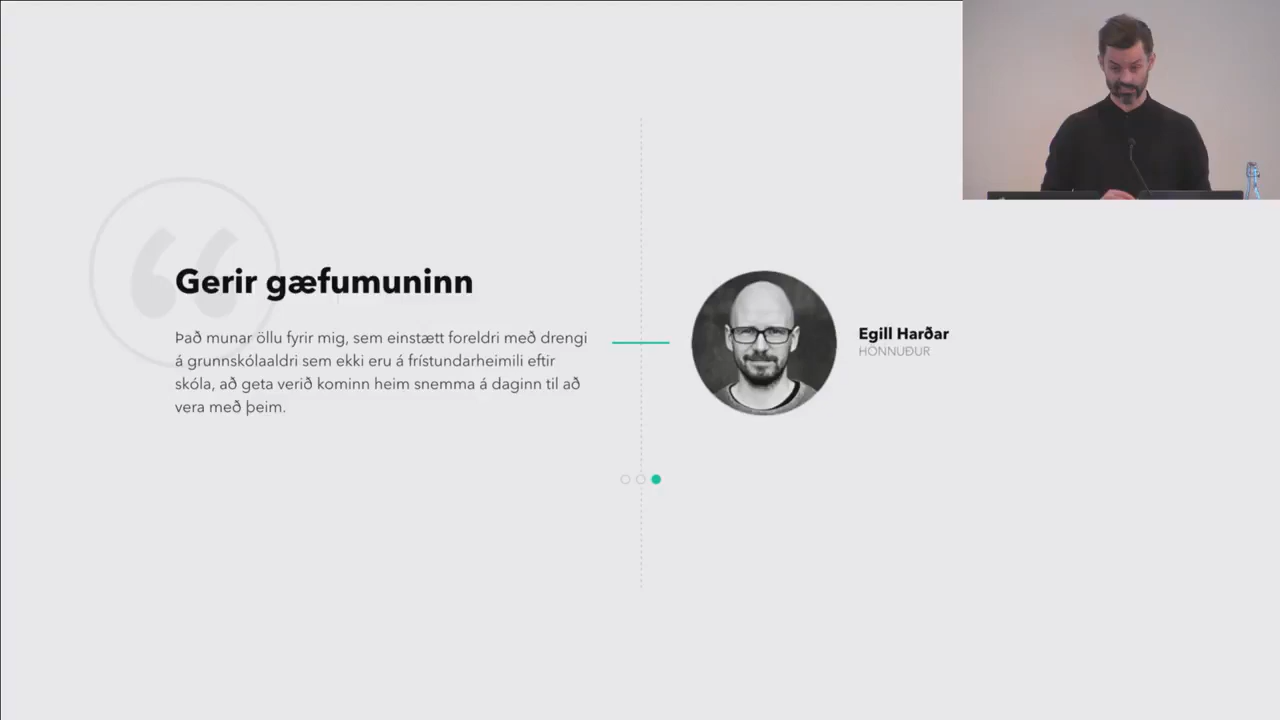 Gerir gæfumuninn
Það munar öllu fyrir mig, sem einstætt foreldri með drengi
á grunnskólaaldri sem ekki eru á frístundarheimili eftir
skóla, að geta verið kominn heim snemma á daginn til að
vera með þeim.
Egill Harðar
HÖNNUÐUR